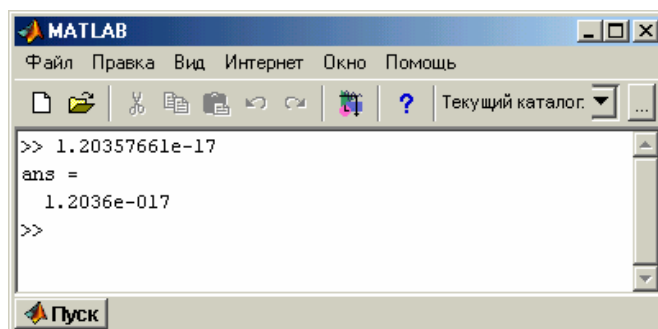 MATLAB
Файл Правка Вид Интернет Окно Помощь
? Текущий каталог: ...
>> 1.20357661e-17
ans =
1.2036e-017
>>
Пуск